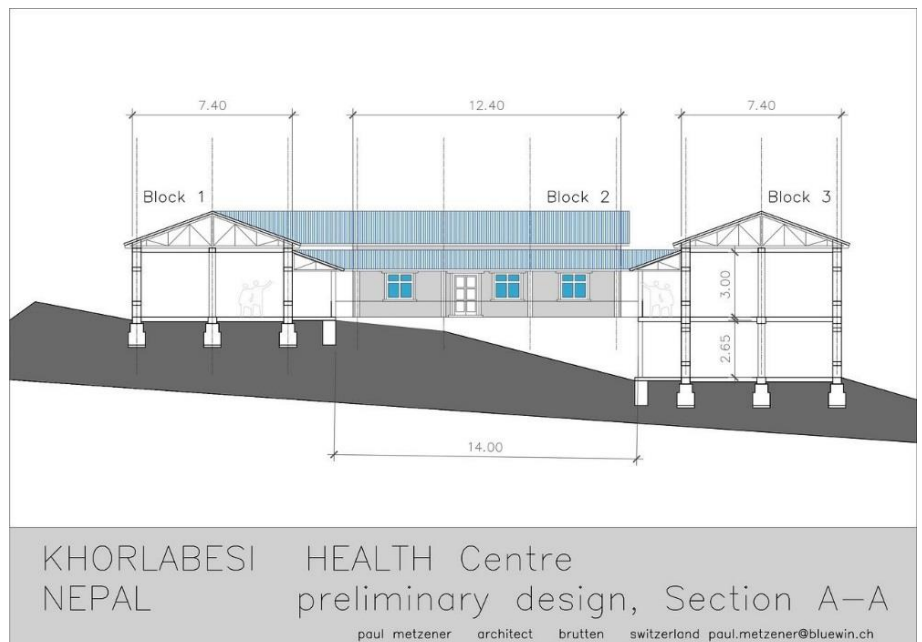 7.40 12.40 7.40
Block 1 Block 2 Block 3
3.00
2.65
14.00
KHORLABESI HEALTH Centre
NEPAL preliminary design, Section A-A
paul metzener architect brutten switzerland paul.metzener@bluewin.ch